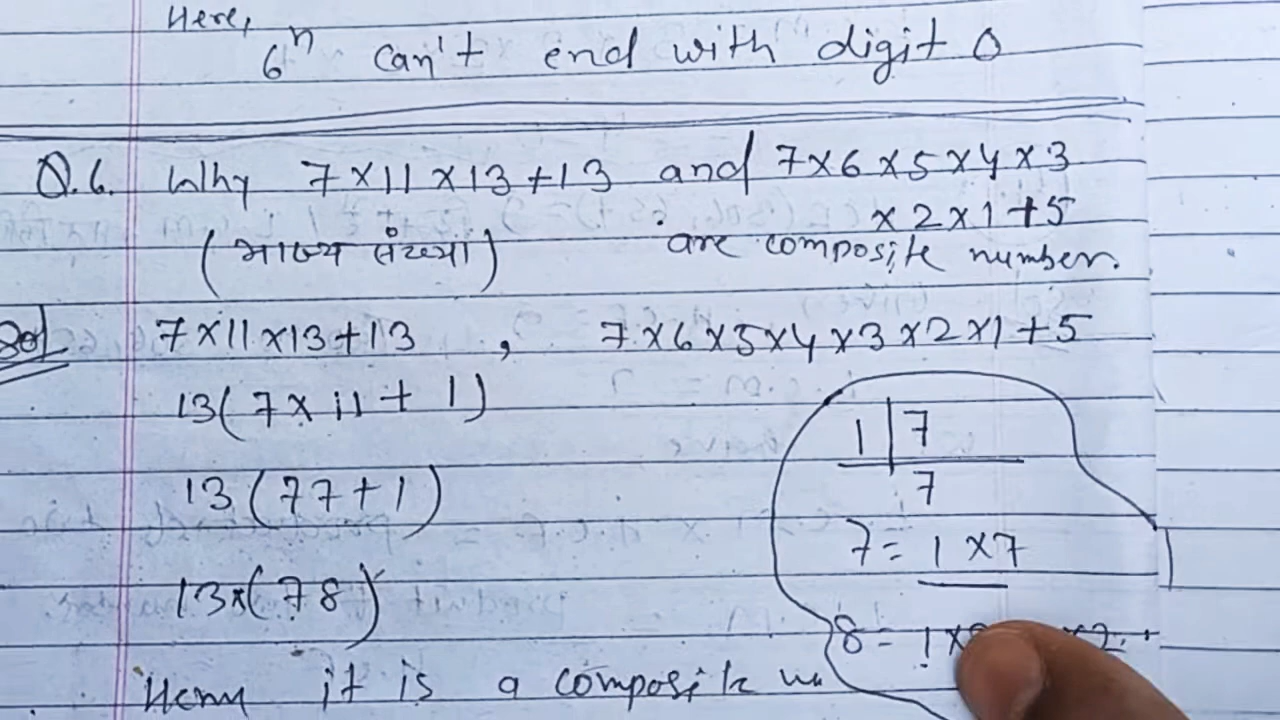 Here,
6ⁿ can't end with digit 0
Q.6. Why 7×11×13+13 and 7×6×5×4×3
×2×1+5
(भाज्य संख्या) are composite number.
Sol 7×11×13+13 , 7×6×5×4×3×2×1+5
13(7×11+1)
13(77+1)
13×(78)
it is a composite
1 | 7
7
7= 1×7
8= 1×